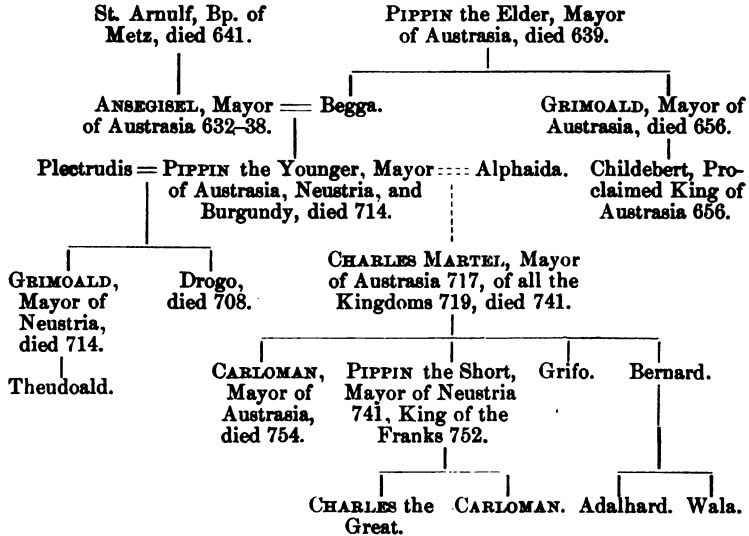 St. Arnulf, Bp. of
Metz, died 641.
PIPPIN the Elder, Mayor
of Austrasia, died 639.
ANSEGISEL, Mayor
of Austrasia 632–38.
Begga.
GRIMOALD, Mayor of
Austrasia, died 656.
Plectrudis
PIPPIN the Younger, Mayor
of Austrasia, Neustria, and
Burgundy, died 714.
Alphaida.
Childebert, Pro-
claimed King of
Austrasia 656.
GRIMOALD,
Mayor of
Neustria,
died 714.
Drogo,
died 708.
CHARLES MARTEL, Mayor
of Austrasia 717, of all the
Kingdoms 719, died 741.
Theudoald.
CARLOMAN,
Mayor of
Austrasia,
died 754.
PIPPIN the Short,
Mayor of Neustria
741, King of the
Franks 752.
Grifo.
Bernard.
CHARLES the
Great.
CARLOMAN.
Adalhard.
Wala.